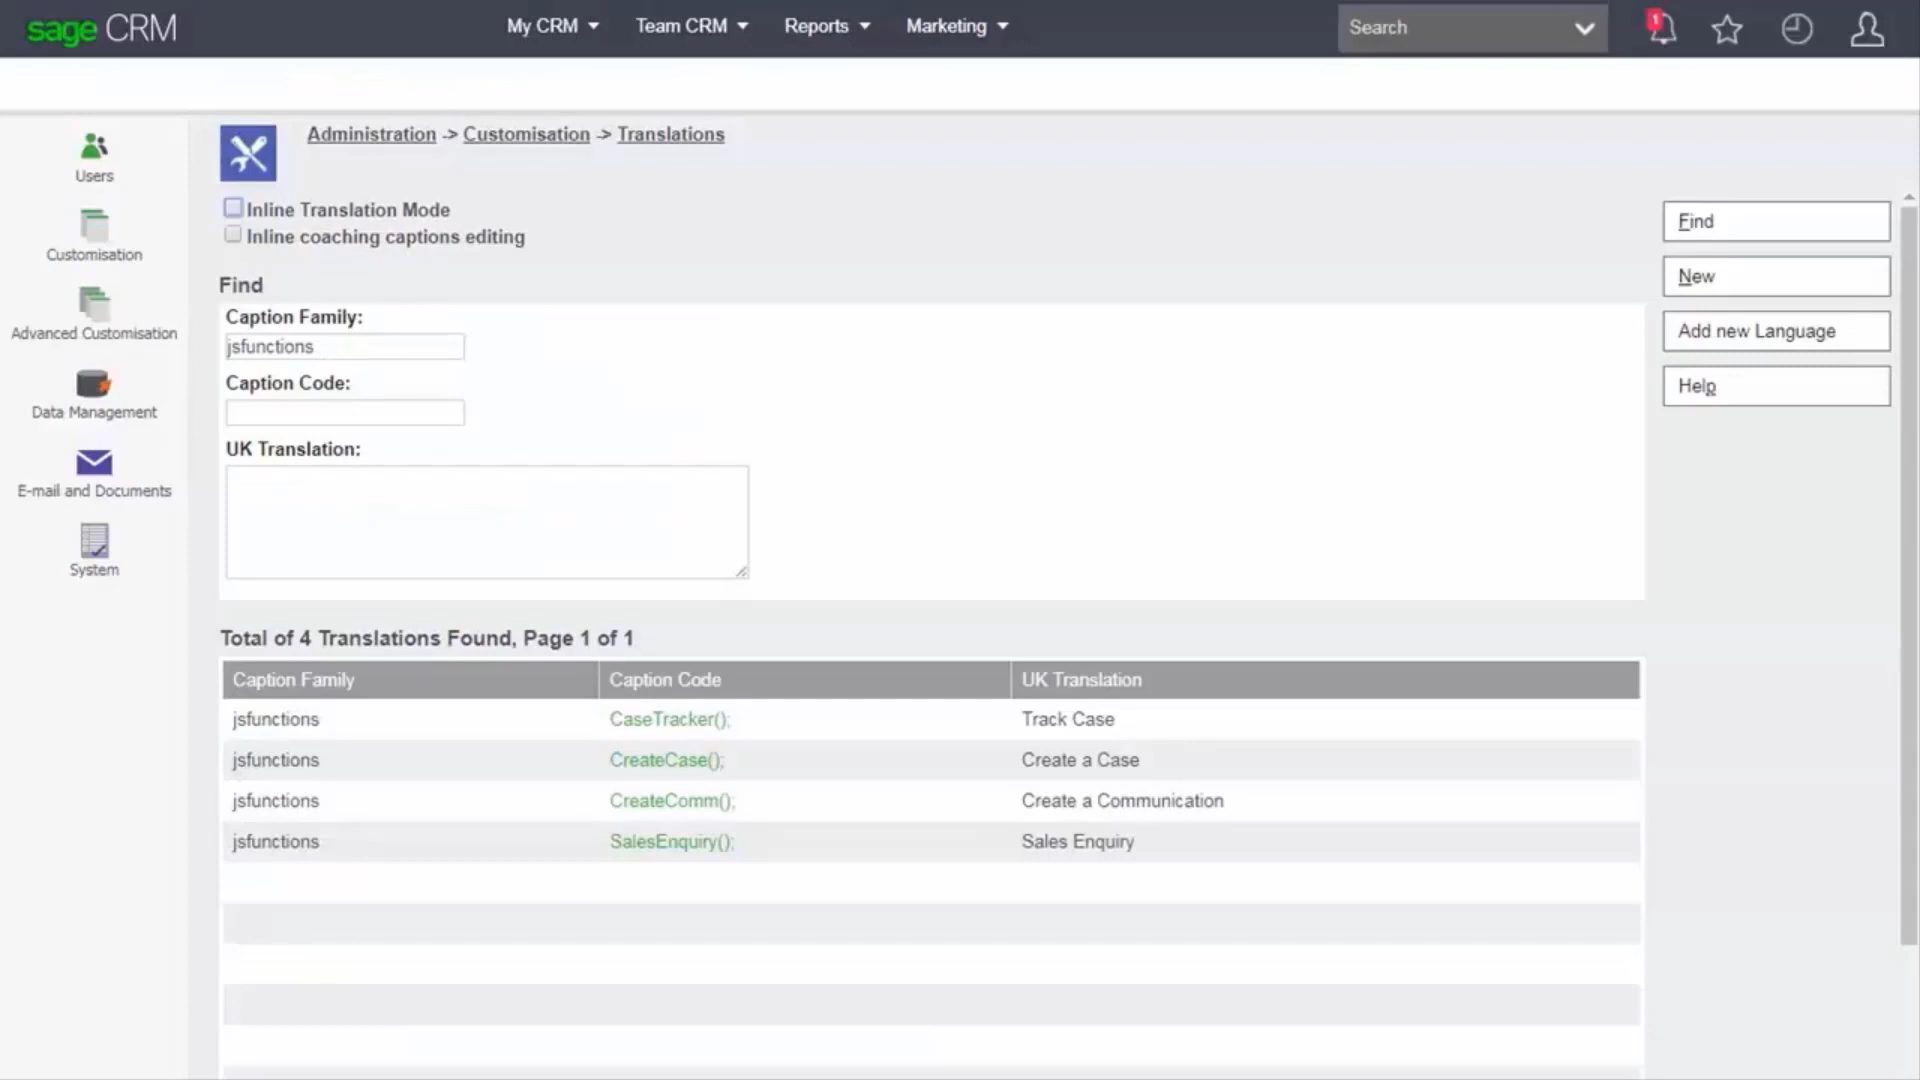 sage CRM
My CRM
Team CRM
Reports
Marketing
Search
1
Users
Customisation
Advanced Customisation
Data Management
E-mail and Documents
System
Administration -> Customisation -> Translations
Inline Translation Mode
Inline coaching captions editing
Find
Caption Family:
jsfunctions
Caption Code:
UK Translation:
Find
New
Add new Language
Help
Total of 4 Translations Found, Page 1 of 1
Caption Family Caption Code UK Translation
jsfunctions CaseTracker(); Track Case
jsfunctions CreateCase(); Create a Case
jsfunctions CreateComm(); Create a Communication
jsfunctions SalesEnquiry(); Sales Enquiry